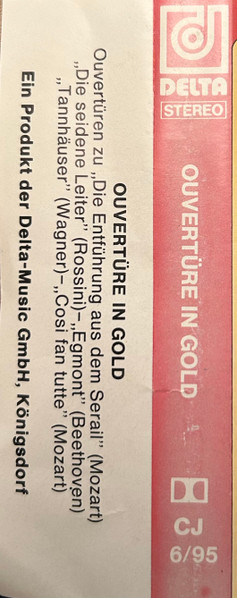 OUVERTÜRE IN GOLD
Ouvertüren zu „Die Entführung aus dem Serail” (Mozart)
„Die seidene Leiter” (Rossini)–„Egmont” (Beethoven)
„Tannhäuser” (Wagner)–„Cosi fan tutte” (Mozart)
Ein Produkt der Delta-Music GmbH, Königsdorf
DELTA
STEREO
OUVERTÜRE IN GOLD
CJ
6/95